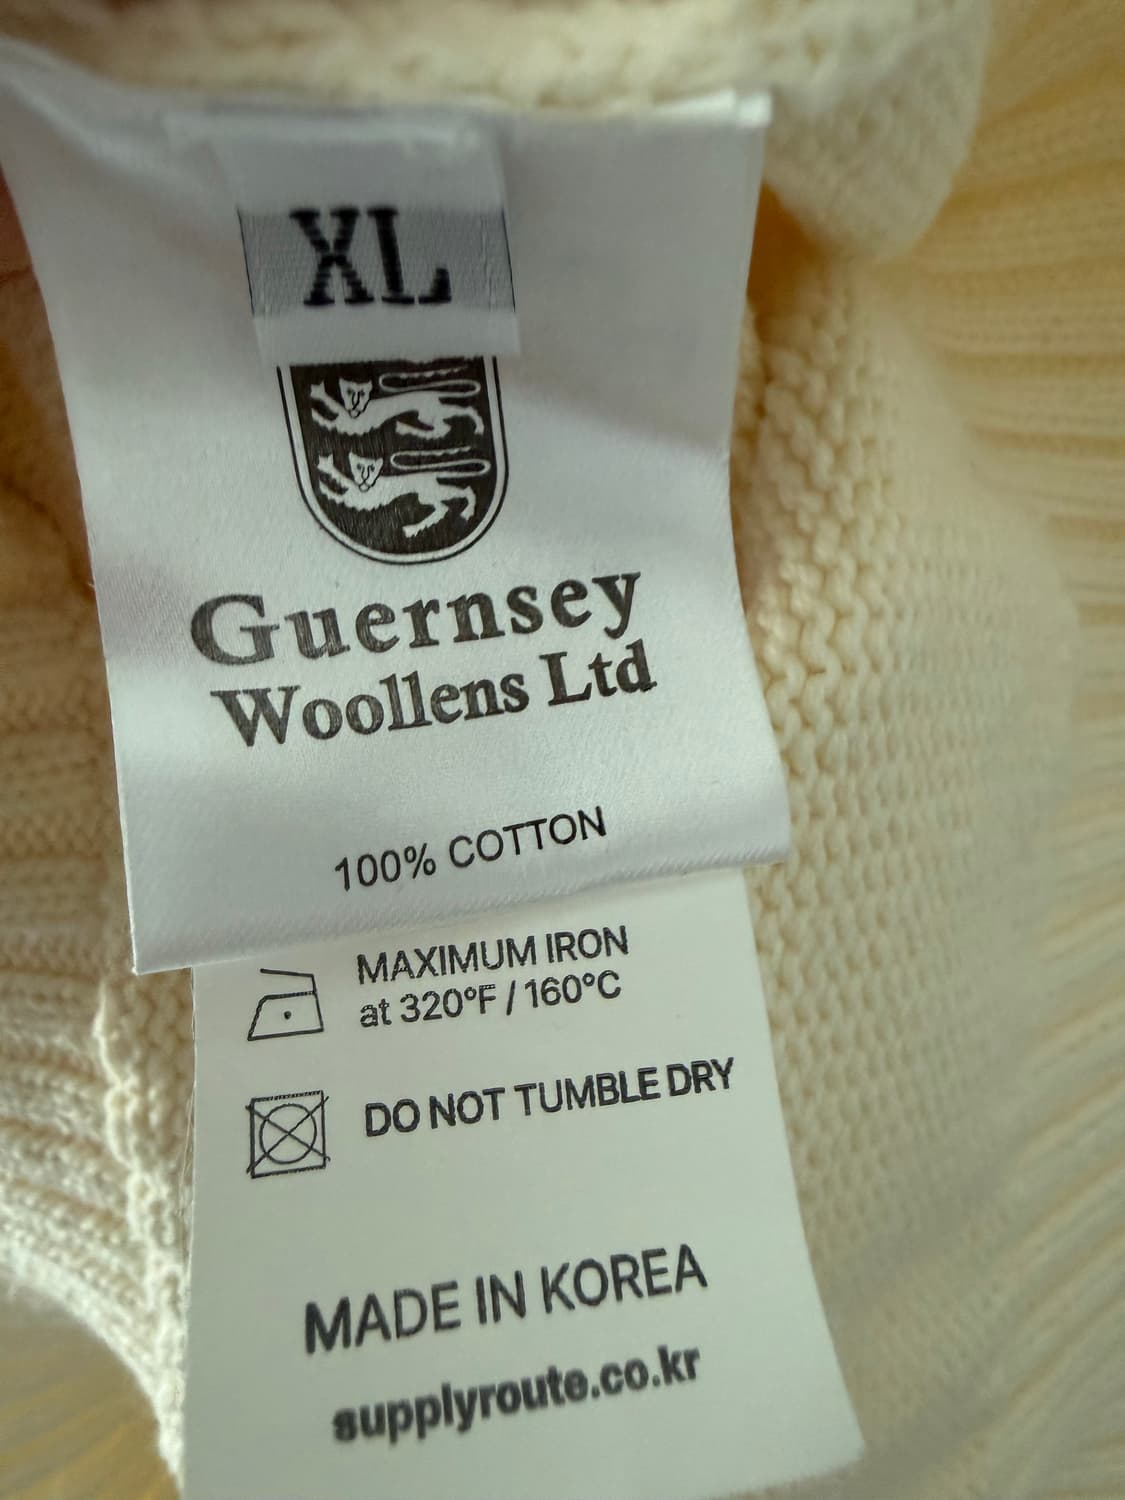 XL
Guernsey
Woollens Ltd
100% COTTON
MAXIMUM IRON
at 320°F / 160°C
DO NOT TUMBLE DRY
MADE IN KOREA
supplyroute.co.kr